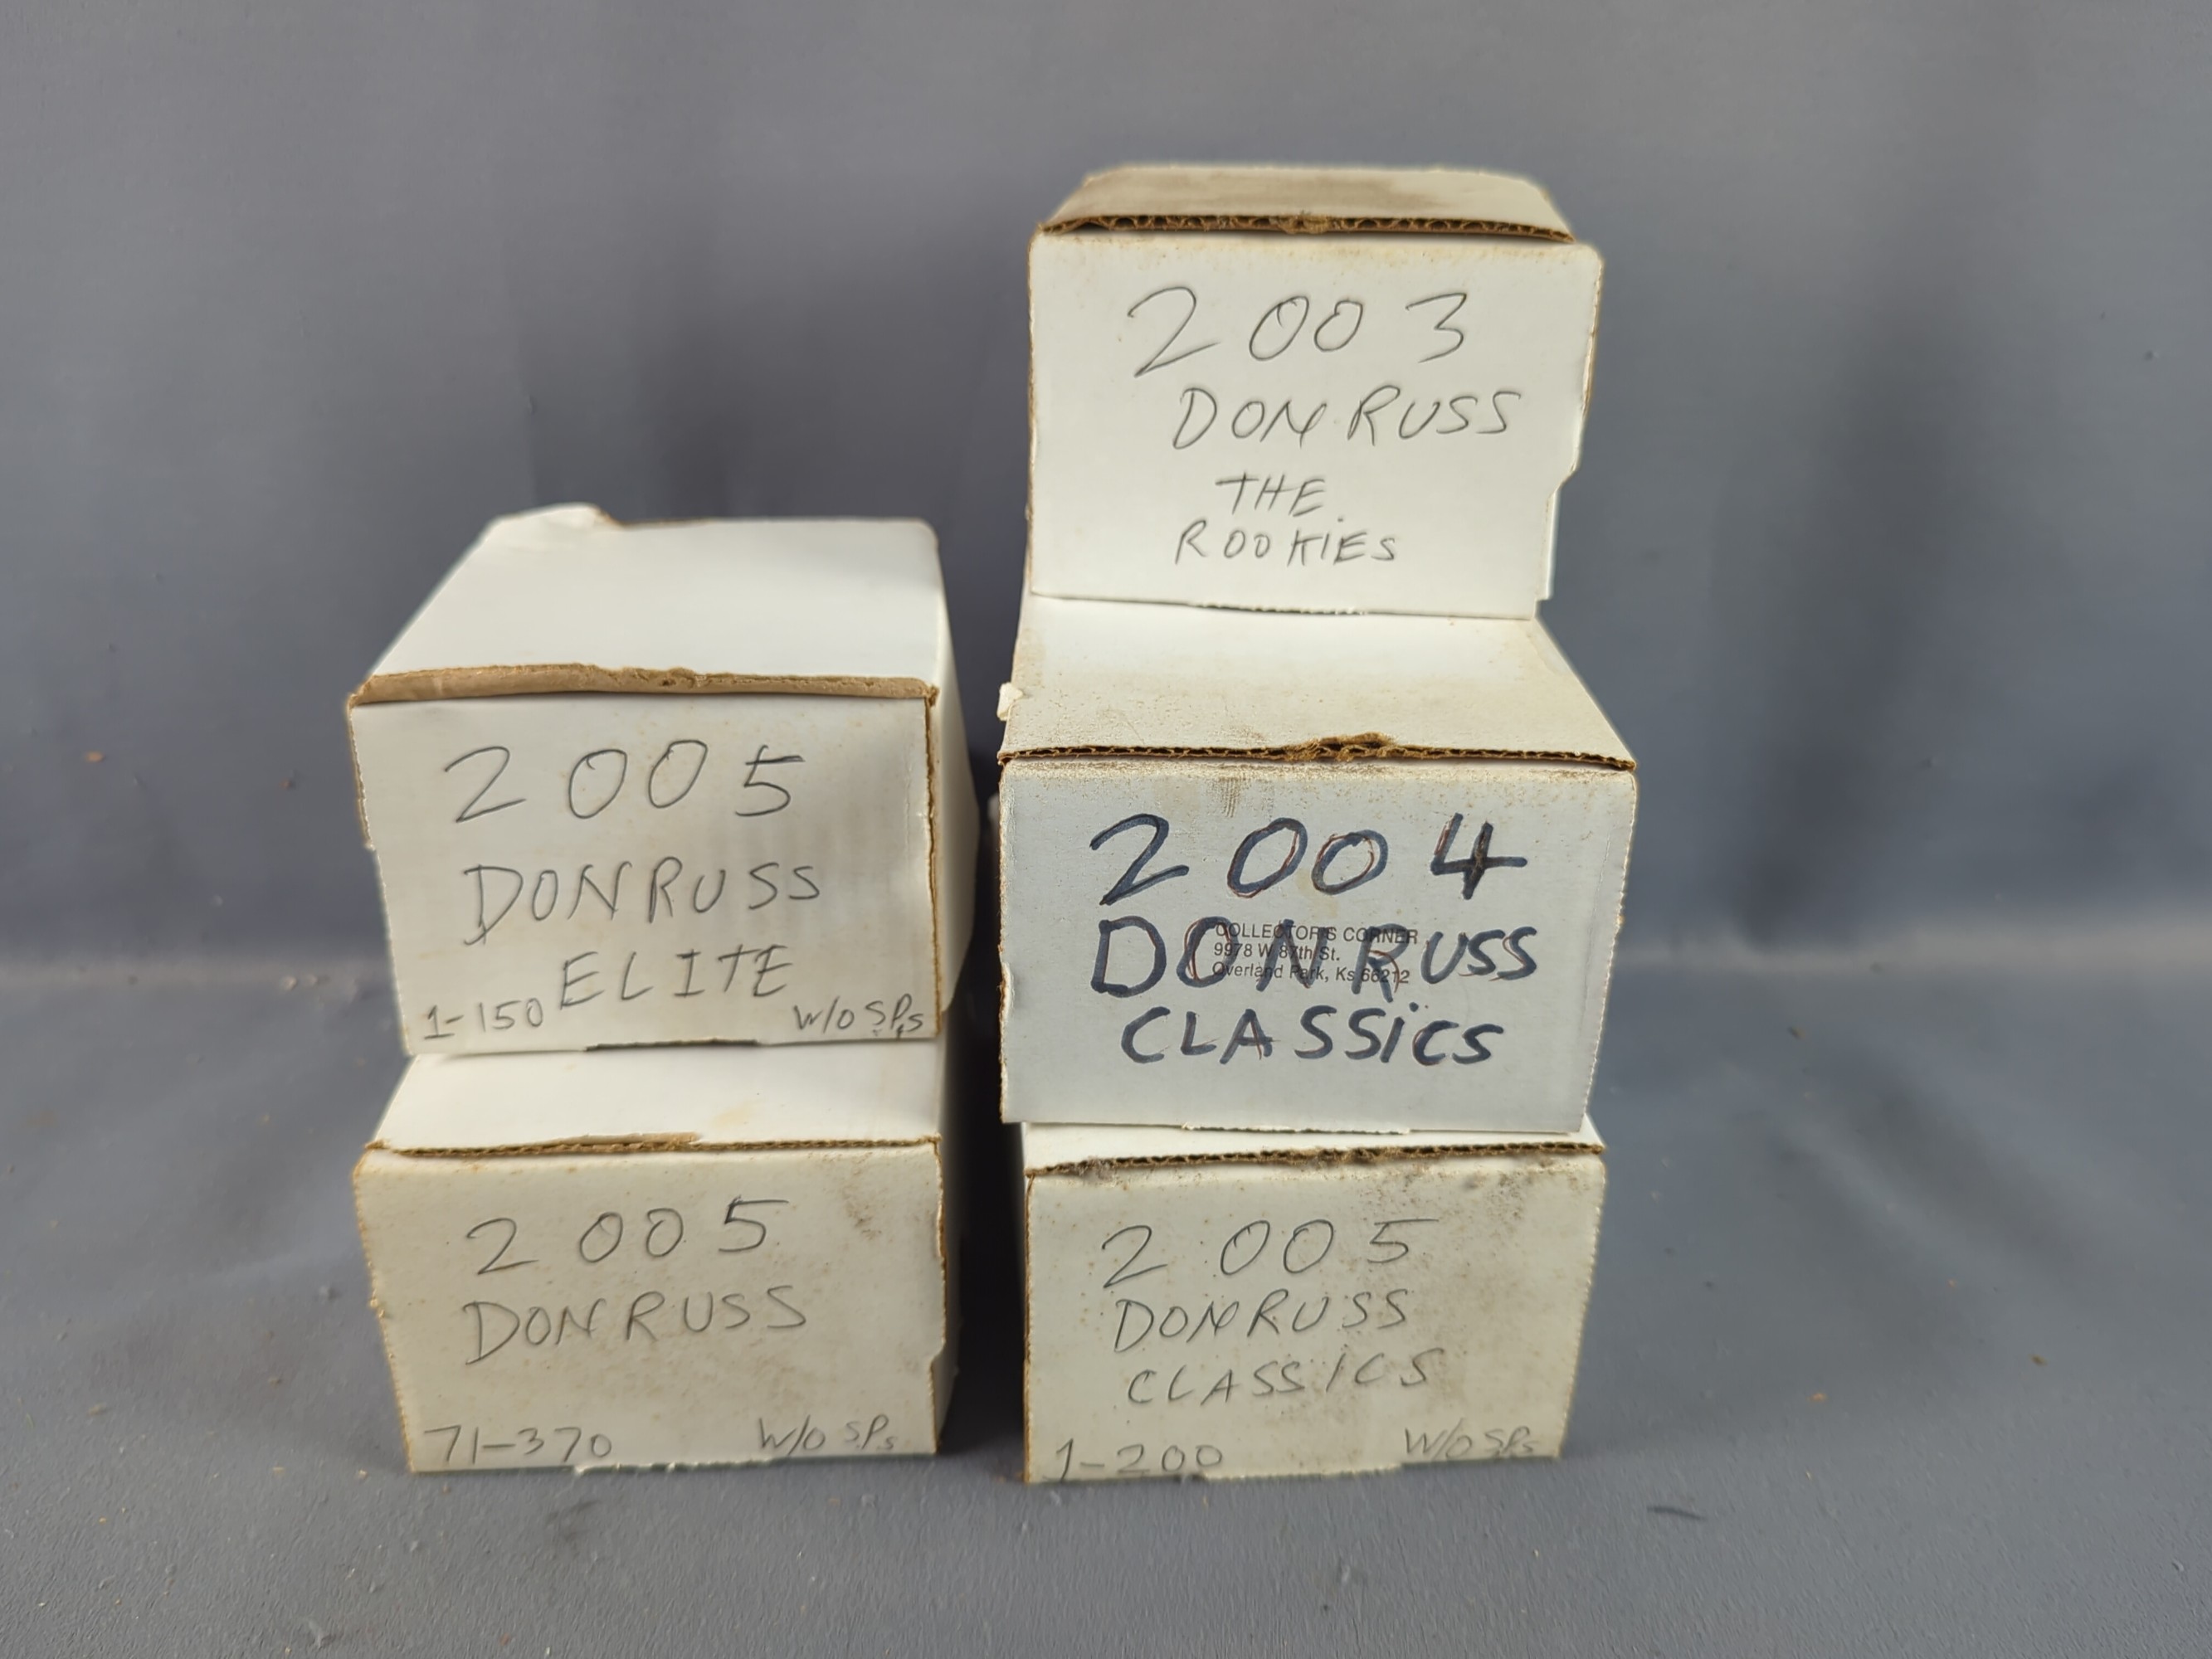 2005
DONRUSS
ELITE
1-150 W/O SPs
2005
DONRUSS
71-370 W/O SPs
2003
DONRUSS
THE
ROOKIES
2004
DONRUSS
CLASSiCS
COLLECTOR'S CORNER
9978 W 87th St.
Overland Park, Ks 66212
2005
DONRUSS
CLASSICS
1-200 W/O SPs